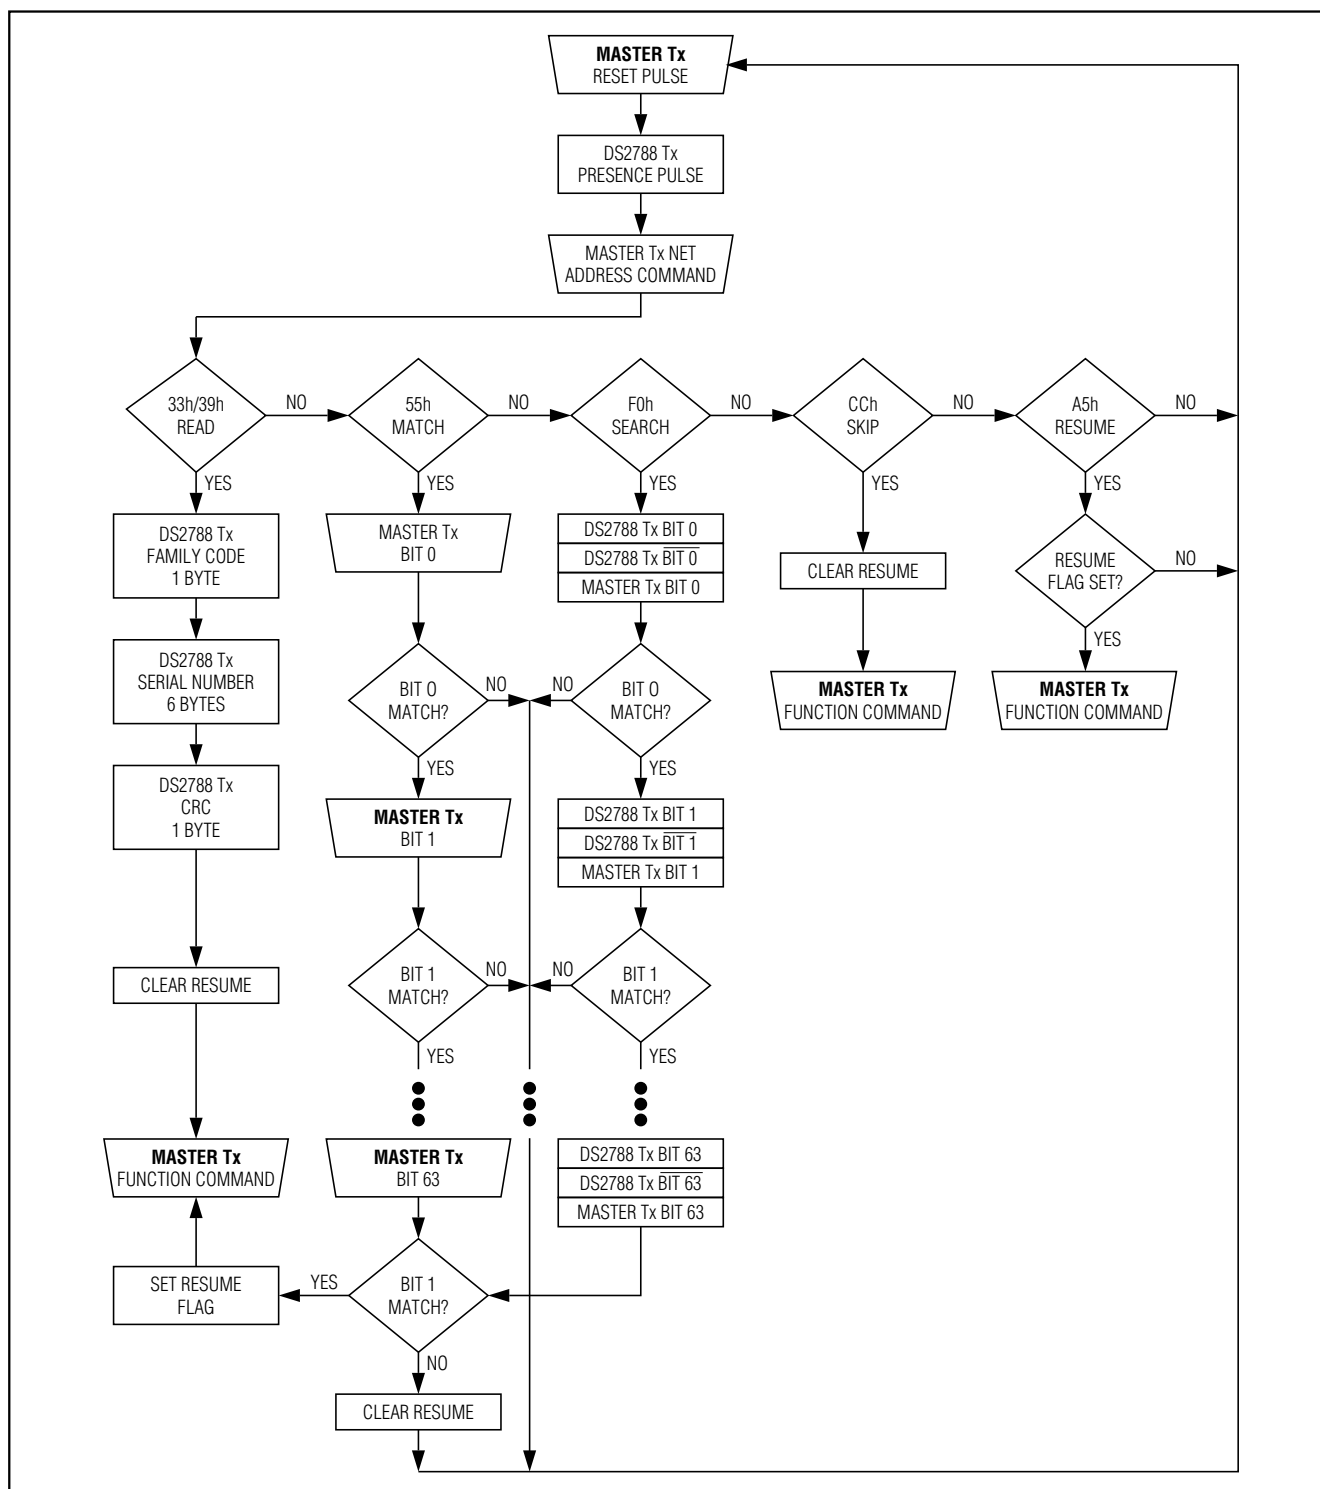 MASTER Tx
RESET PULSE
DS2788 Tx
PRESENCE PULSE
MASTER Tx NET
ADDRESS COMMAND
33h/39h
READ
NO
55h
MATCH
NO
F0h
SEARCH
NO
CCh
SKIP
NO
A5h
RESUME
NO
YES
YES
YES
YES
YES
DS2788 Tx
FAMILY CODE
1 BYTE
MASTER Tx
BIT 0
DS2788 Tx BIT 0
DS2788 Tx B̅I̅T̅ ̅0̅
MASTER Tx BIT 0
CLEAR RESUME
RESUME
FLAG SET?
NO
YES
DS2788 Tx
SERIAL NUMBER
6 BYTES
BIT 0
MATCH?
NO
NO
BIT 0
MATCH?
MASTER Tx
FUNCTION COMMAND
MASTER Tx
FUNCTION COMMAND
YES
YES
DS2788 Tx
CRC
1 BYTE
MASTER Tx
BIT 1
DS2788 Tx BIT 1
DS2788 Tx B̅I̅T̅ ̅1̅
MASTER Tx BIT 1
CLEAR RESUME
BIT 1
MATCH?
NO
NO
BIT 1
MATCH?
YES
YES
MASTER Tx
FUNCTION COMMAND
MASTER Tx
BIT 63
DS2788 Tx BIT 63
DS2788 Tx B̅I̅T̅ ̅6̅3̅
MASTER Tx BIT 63
SET RESUME
FLAG
YES
BIT 1
MATCH?
NO
CLEAR RESUME